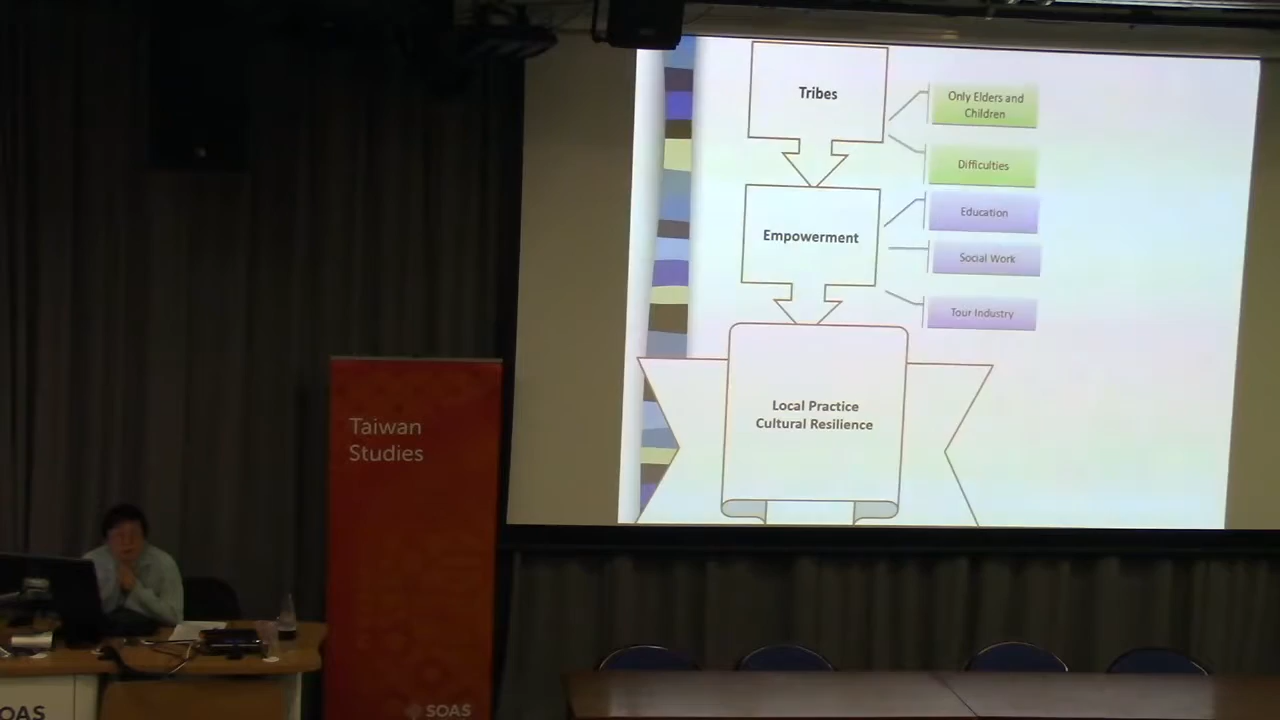 Tribes
Only Elders and
Children
Difficulties
Empowerment
Education
Social Work
Tour Industry
Local Practice
Cultural Resilience
Taiwan
Studies
SOAS
OAS